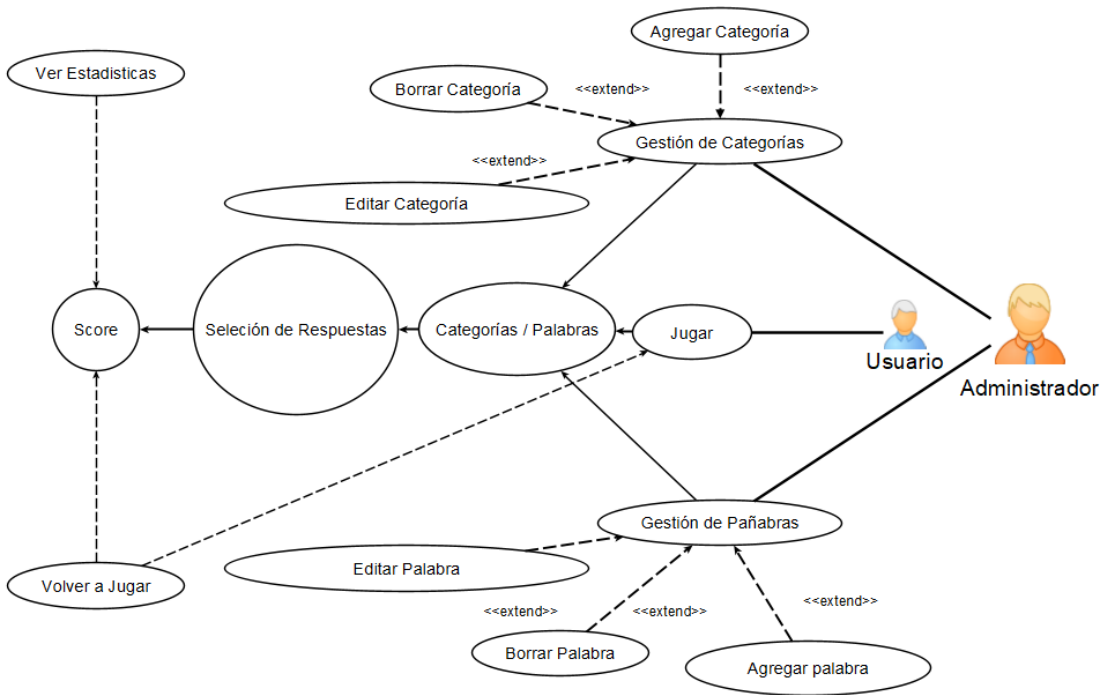 Agregar Categoría
Ver Estadisticas
Borrar Categoría
<<extend>>
<<extend>>
Gestión de Categorías
<<extend>>
Editar Categoría
Score
Seleción de Respuestas
Categorías / Palabras
Jugar
Usuario
Administrador
Gestión de Pañabras
Editar Palabra
Volver a Jugar
<<extend>>
<<extend>>
<<extend>>
Borrar Palabra
Agregar palabra